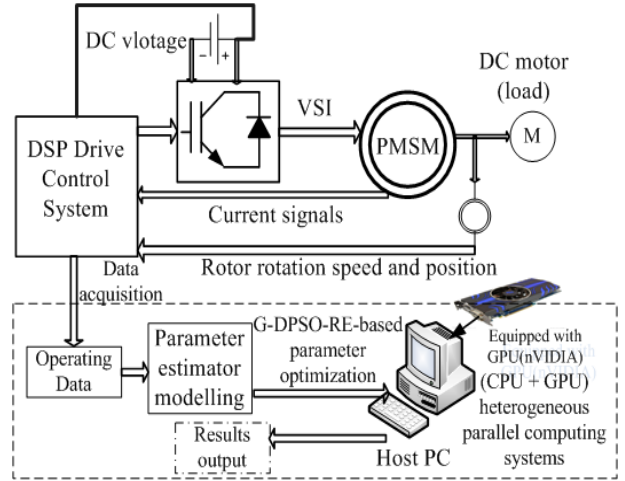 DC vlotage
- +
DC motor
(load)
VSI
M
PMSM
DSP Drive
Control
System
Current signals
Rotor rotation speed and position
Data
acquisition
G-DPSO-RE-based
parameter
optimization
Equipped with
GPU(nVIDIA)
(CPU + GPU)
heterogeneous
parallel computing
systems
Operating
Data
Parameter
estimator
modelling
Results
output
Host PC